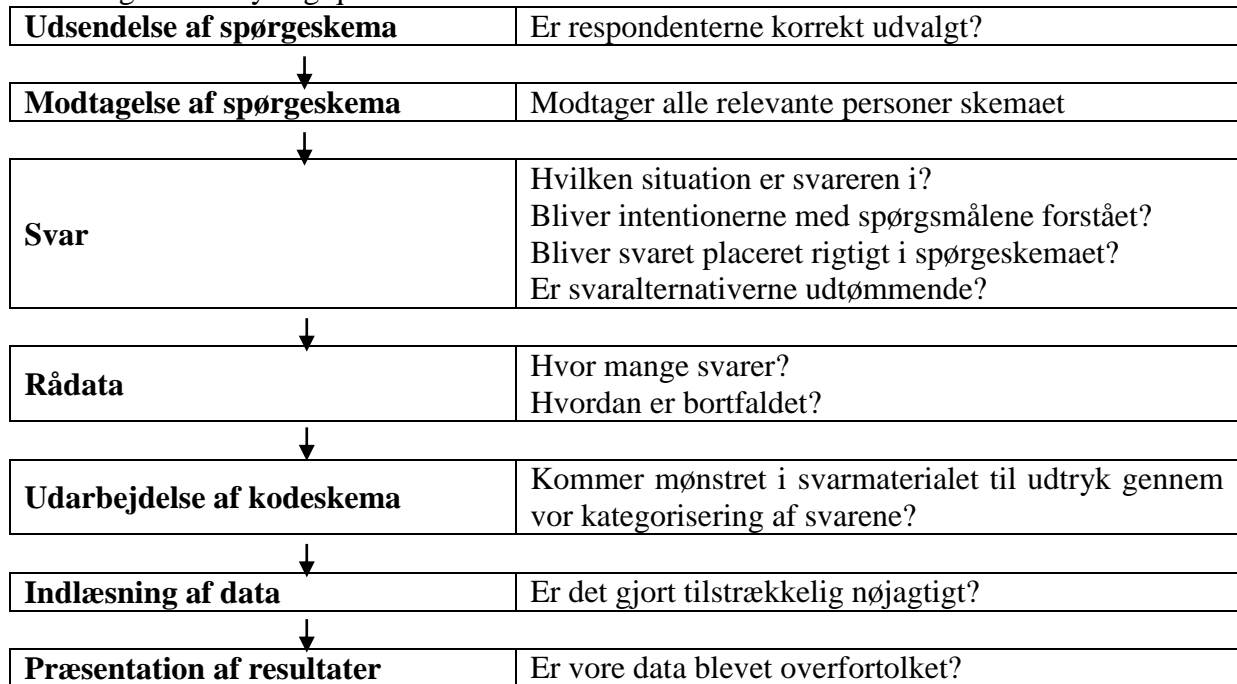 Udsendelse af spørgeskema
Er respondenterne korrekt udvalgt?
Modtagelse af spørgeskema
Modtager alle relevante personer skemaet
Svar
Hvilken situation er svareren i?
Bliver intentionerne med spørgsmålene forstået?
Bliver svaret placeret rigtigt i spørgeskemaet?
Er svaralternativerne udtømmende?
Rådata
Hvor mange svarer?
Hvordan er bortfaldet?
Udarbejdelse af kodeskema
Kommer mønstret i svarmaterialet til udtryk gennem
vor kategorisering af svarene?
Indlæsning af data
Er det gjort tilstrækkelig nøjagtigt?
Præsentation af resultater
Er vore data blevet overfortolket?